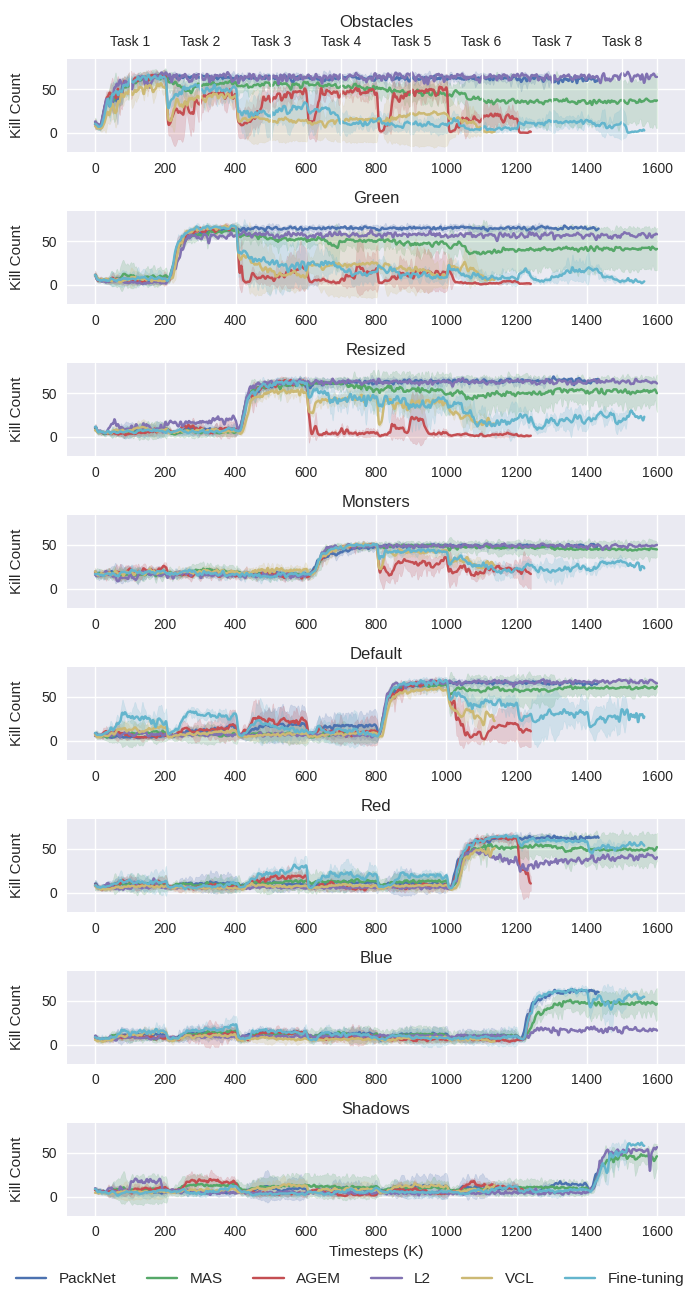 Obstacles
Task 1 Task 2 Task 3 Task 4 Task 5 Task 6 Task 7 Task 8
Kill Count
50
0
0 200 400 600 800 1000 1200 1400 1600
Green
Kill Count
50
0
0 200 400 600 800 1000 1200 1400 1600
Resized
Kill Count
50
0
0 200 400 600 800 1000 1200 1400 1600
Monsters
Kill Count
50
0
0 200 400 600 800 1000 1200 1400 1600
Default
Kill Count
50
0
0 200 400 600 800 1000 1200 1400 1600
Red
Kill Count
50
0
0 200 400 600 800 1000 1200 1400 1600
Blue
Kill Count
50
0
0 200 400 600 800 1000 1200 1400 1600
Shadows
Kill Count
50
0
0 200 400 600 800 1000 1200 1400 1600
Timesteps (K)
PackNet MAS AGEM L2 VCL Fine-tuning